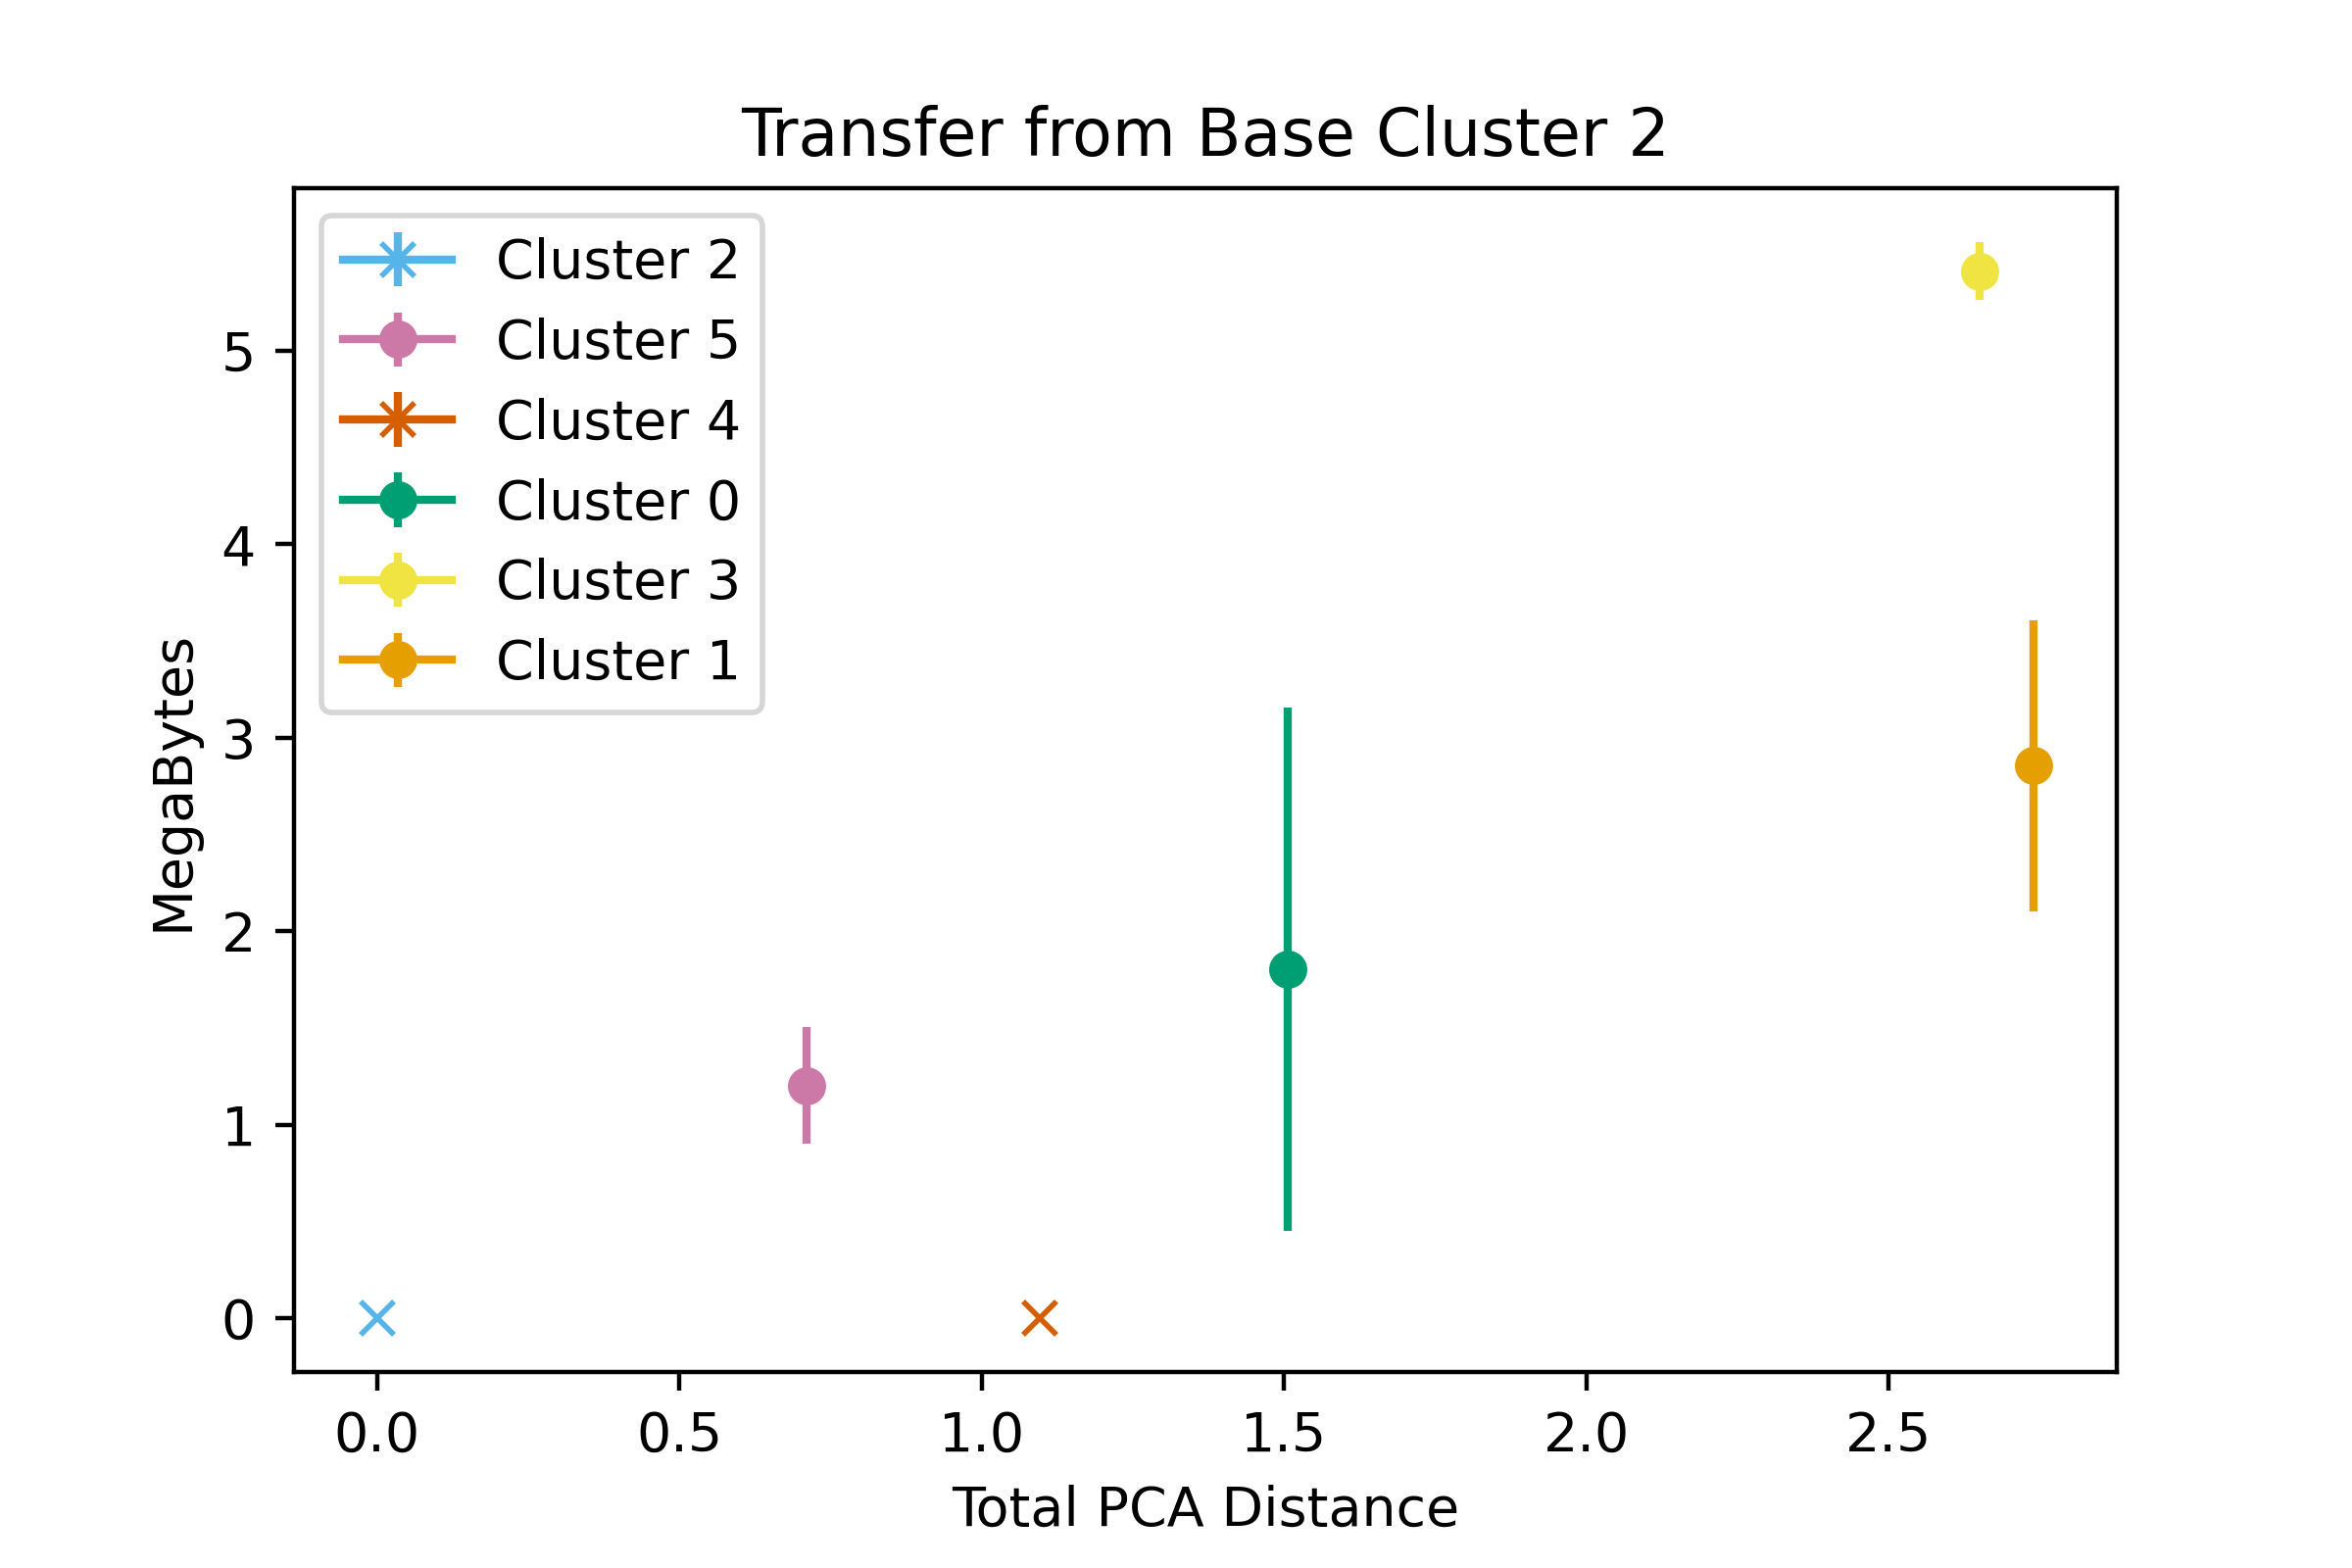 Transfer from Base Cluster 2
Cluster 2
Cluster 5
Cluster 4
Cluster 0
Cluster 3
Cluster 1
MegaBytes
5
4
3
2
1
0
0.0 0.5 1.0 1.5 2.0 2.5
Total PCA Distance